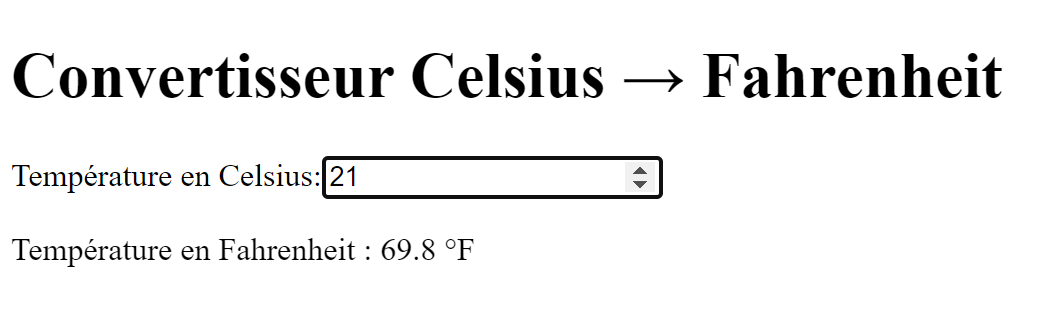 Convertisseur Celsius → Fahrenheit
Température en Celsius:21
Température en Fahrenheit : 69.8 °F